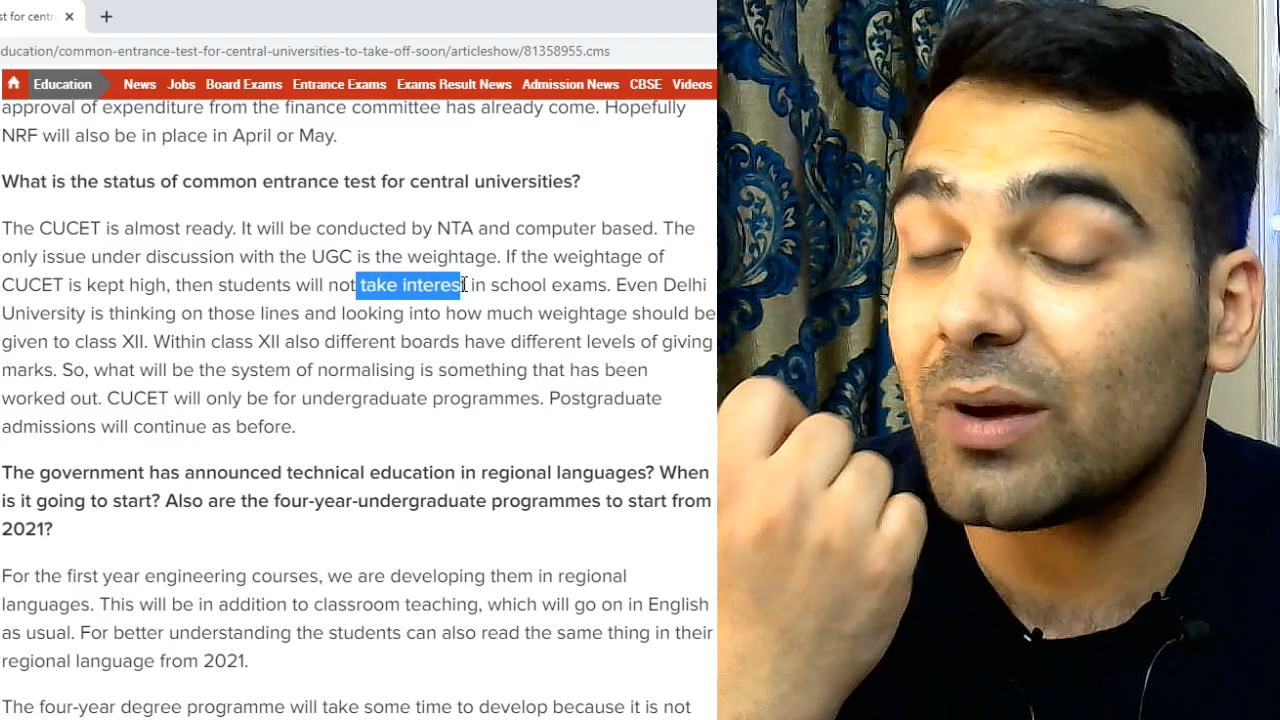 st for centr
ducation/common-entrance-test-for-central-universities-to-take-off-soon/articleshow/81358955.cms
Education News Jobs Board Exams Entrance Exams Exams Result News Admission News CBSE Videos
approval of expenditure from the finance committee has already come. Hopefully
NRF will also be in place in April or May.
What is the status of common entrance test for central universities?
The CUCET is almost ready. It will be conducted by NTA and computer based. The
only issue under discussion with the UGC is the weightage. If the weightage of
CUCET is kept high, then students will not take interest in school exams. Even Delhi
University is thinking on those lines and looking into how much weightage should be
given to class XII. Within class XII also different boards have different levels of giving
marks. So, what will be the system of normalising is something that has been
worked out. CUCET will only be for undergraduate programmes. Postgraduate
admissions will continue as before.
The government has announced technical education in regional languages? When
is it going to start? Also are the four-year-undergraduate programmes to start from
2021?
For the first year engineering courses, we are developing them in regional
languages. This will be in addition to classroom teaching, which will go on in English
as usual. For better understanding the students can also read the same thing in their
regional language from 2021.
The four-year degree programme will take some time to develop because it is not